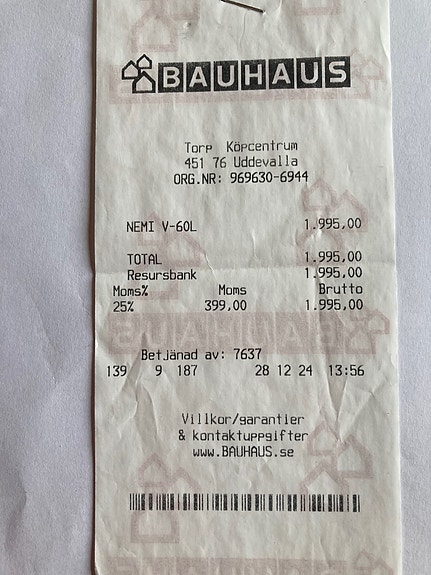 BAUHAUS
Torp Köpcentrum
451 76 Uddevalla
ORG.NR: 969630-6944
NEMI V-60L 1.995,00
TOTAL 1.995,00
Resursbank 1.995,00
Moms% Moms Brutto
25% 399,00 1.995,00
Betjänad av: 7637
139 9 187 28 12 24 13:56
Villkor/garantier
& kontaktuppgifter
www.BAUHAUS.se